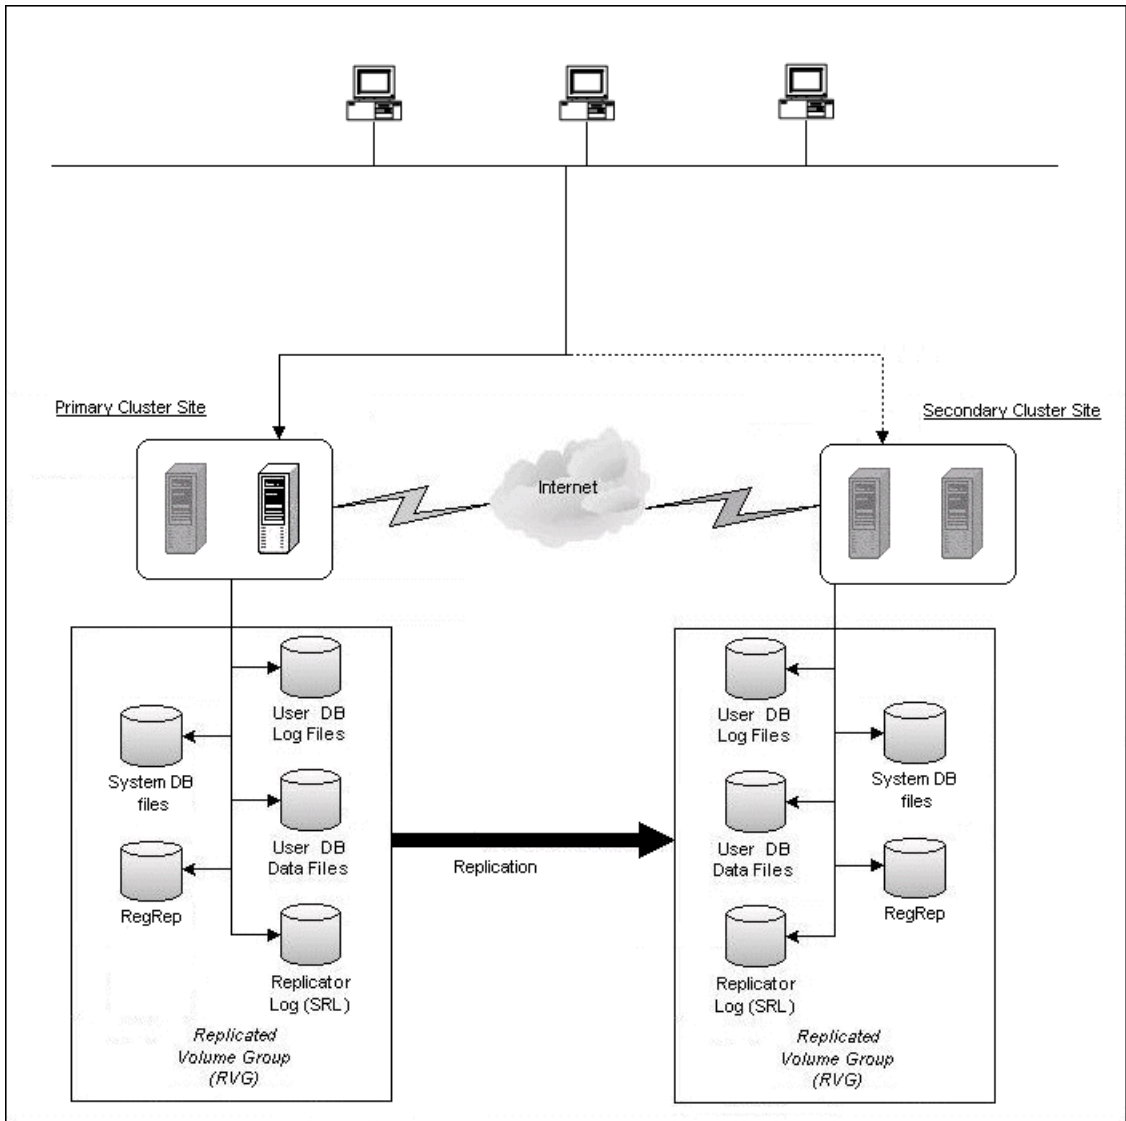 Primary Cluster Site
Secondary Cluster Site
Internet
User DB
Log Files
System DB
files
User DB
Data Files
RegRep
Replicator
Log (SRL)
Replicated
Volume Group
(RVG)
Replication
User DB
Log Files
System DB
files
User DB
Data Files
RegRep
Replicator
Log (SRL)
Replicated
Volume Group
(RVG)